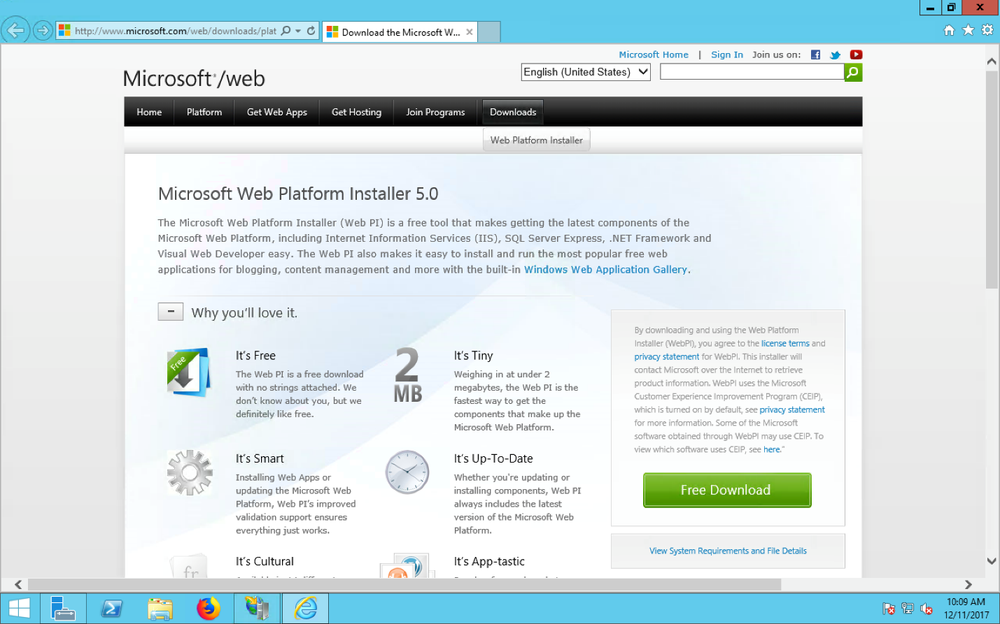 http://www.microsoft.com/web/downloads/plat
Download the Microsoft W...
Microsoft Home | Sign In Join us on:
English (United States)
Microsoft®/web
Home Platform Get Web Apps Get Hosting Join Programs Downloads
Web Platform Installer
Microsoft Web Platform Installer 5.0
The Microsoft Web Platform Installer (Web PI) is a free tool that makes getting the latest components of the
Microsoft Web Platform, including Internet Information Services (IIS), SQL Server Express, .NET Framework and
Visual Web Developer easy. The Web PI also makes it easy to install and run the most popular free web
applications for blogging, content management and more with the built-in Windows Web Application Gallery.
Why you'll love it.
Free
It's Free
The Web PI is a free download
with no strings attached. We
don't know about you, but we
definitely like free.
2
MB
It's Tiny
Weighing in at under 2
megabytes, the Web PI is the
fastest way to get the
components that make up the
Microsoft Web Platform.
It's Smart
Installing Web Apps or
updating the Microsoft Web
Platform, Web PI's improved
validation support ensures
everything just works.
It's Up-To-Date
Whether you're updating or
installing components, Web PI
always includes the latest
version of the Microsoft Web
Platform.
fr
It's Cultural
It's App-tastic
By downloading and using the Web Platform
Installer (WebPI), you agree to the license terms and
privacy statement for WebPI. This installer will
contact Microsoft over the Internet to retrieve
product information. WebPI uses the Microsoft
Customer Experience Improvement Program (CEIP),
which is turned on by default, see privacy statement
for more information. Some of the Microsoft
software obtained through WebPI may use CEIP. To
view which software uses CEIP, see here."
Free Download
View System Requirements and File Details
10:09 AM
12/11/2017